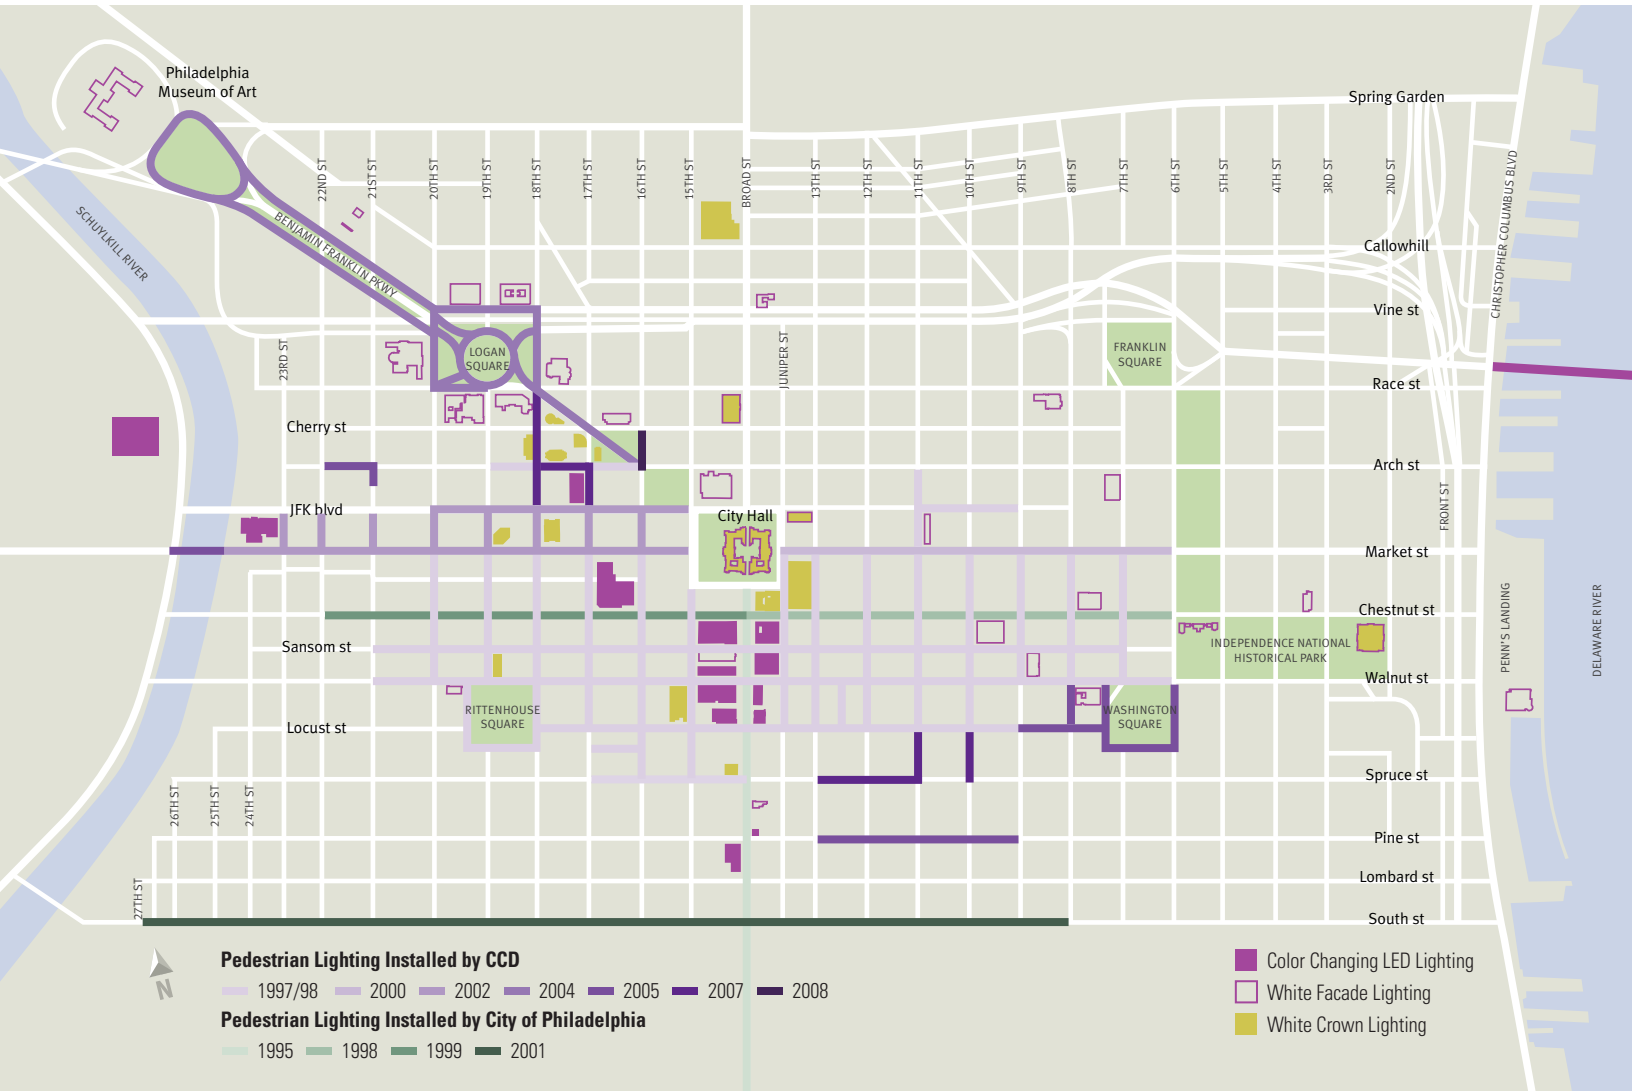 Philadelphia
Museum of Art
Spring Garden
22ND ST
21ST ST
20TH ST
19TH ST
18TH ST
17TH ST
16TH ST
15TH ST
BROAD ST
13TH ST
12TH ST
11TH ST
10TH ST
9TH ST
8TH ST
7TH ST
6TH ST
5TH ST
4TH ST
3RD ST
2ND ST
CHRISTOPHER COLUMBUS BLVD
SCHUYLKILL RIVER
BENJAMIN FRANKLIN PKWY
Callowhill
Vine st
23RD ST
LOGAN
SQUARE
JUNIPER ST
FRANKLIN
SQUARE
Race st
Cherry st
Arch st
JFK blvd
City Hall
FRONT ST
Market st
Chestnut st
PENN'S LANDING
DELAWARE RIVER
Sansom st
INDEPENDENCE NATIONAL
HISTORICAL PARK
Walnut st
RITTENHOUSE
SQUARE
WASHINGTON
SQUARE
Locust st
Spruce st
26TH ST
25TH ST
24TH ST
Pine st
Lombard st
27TH ST
South st
N
Pedestrian Lighting Installed by CCD
1997/98 2000 2002 2004 2005 2007 2008
Pedestrian Lighting Installed by City of Philadelphia
1995 1998 1999 2001
Color Changing LED Lighting
White Facade Lighting
White Crown Lighting